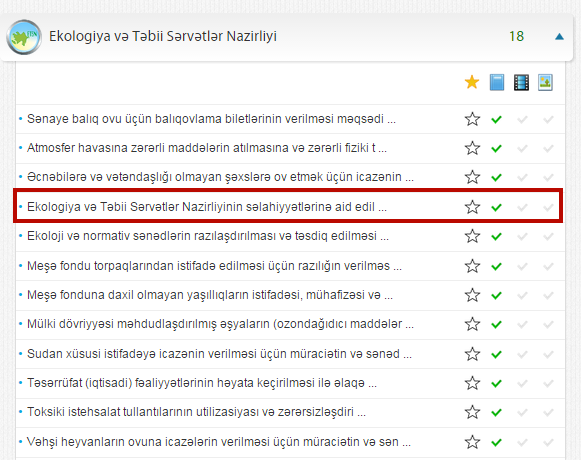 Ekologiya və Təbii Sərvətlər Nazirliyi 18
Sənaye balıq ovu üçün balıqovlama biletlərinin verilməsi məqsədi ...
Atmosfer havasına zərərli maddələrin atılmasına və zərərli fiziki t ...
Əcnəbilərə və vətəndaşlığı olmayan şəxslərə ov etmək üçün icazənin ...
Ekologiya və Təbii Sərvətlər Nazirliyinin səlahiyyətlərinə aid edil ...
Ekoloji və normativ sənədlərin razılaşdırılması və təsdiq edilməsi ...
Meşə fondu torpaqlarından istifadə edilməsi üçün razılığın verilməs ...
Meşə fonduna daxil olmayan yaşıllıqların istifadəsi, mühafizəsi və ...
Mülki dövriyyəsi məhdudlaşdırılmış əşyaların (ozondağıdıcı maddələr ...
Sudan xüsusi istifadəyə icazənin verilməsi üçün müraciətin və sənəd ...
Təsərrüfat (iqtisadi) fəaliyyətlərinin həyata keçirilməsi ilə əlaqə ...
Toksiki istehsalat tullantılarının utilizasiyası və zərərsizləşdiri ...
Vəhşi heyvanların ovuna icazələrin verilməsi üçün müraciətin və sən ...